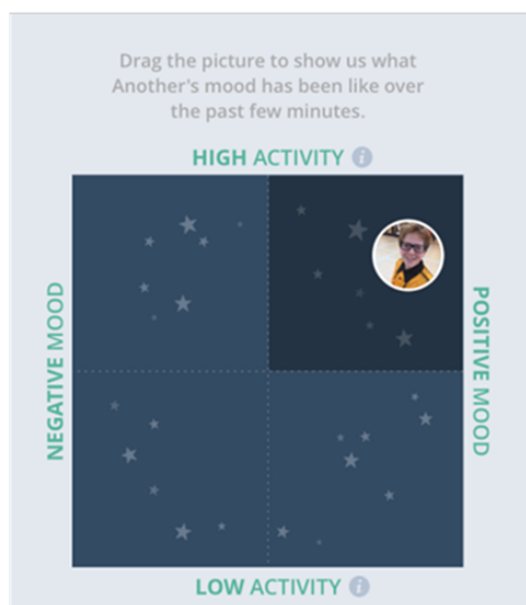 Drag the picture to show us what
Another's mood has been like over
the past few minutes.
HIGH ACTIVITY i
NEGATIVE MOOD
POSITIVE MOOD
LOW ACTIVITY i